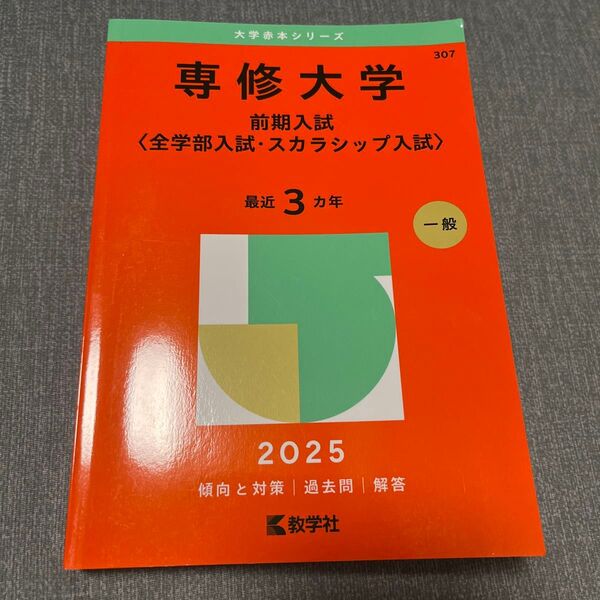 大学赤本シリーズ
307
専修大学
前期入試
〈全学部入試・スカラシップ入試〉
最近3カ年
一般
2025
傾向と対策|過去問|解答
教学社